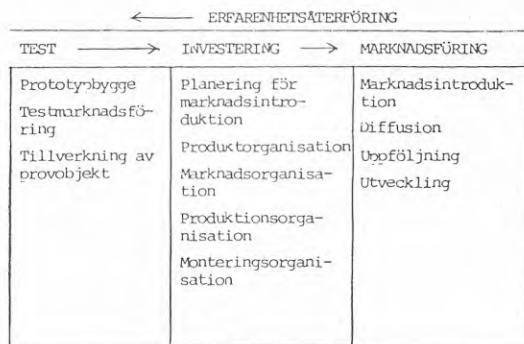 ERFARENHETSÅTERFÖRING
TEST INVESTERING MARKNADSFÖRING
Prototypbygge
Testmarknadsfö-
ring
Tillverkning av
provobjekt
Planering för
marknadsintro-
duktion
Produktorganisation
Marknadsorganisa-
tion
Produktionsorga-
nisation
Monteringsorgani-
sation
Marknadsintroduk-
tion
Diffusion
Uppföljning
Utveckling